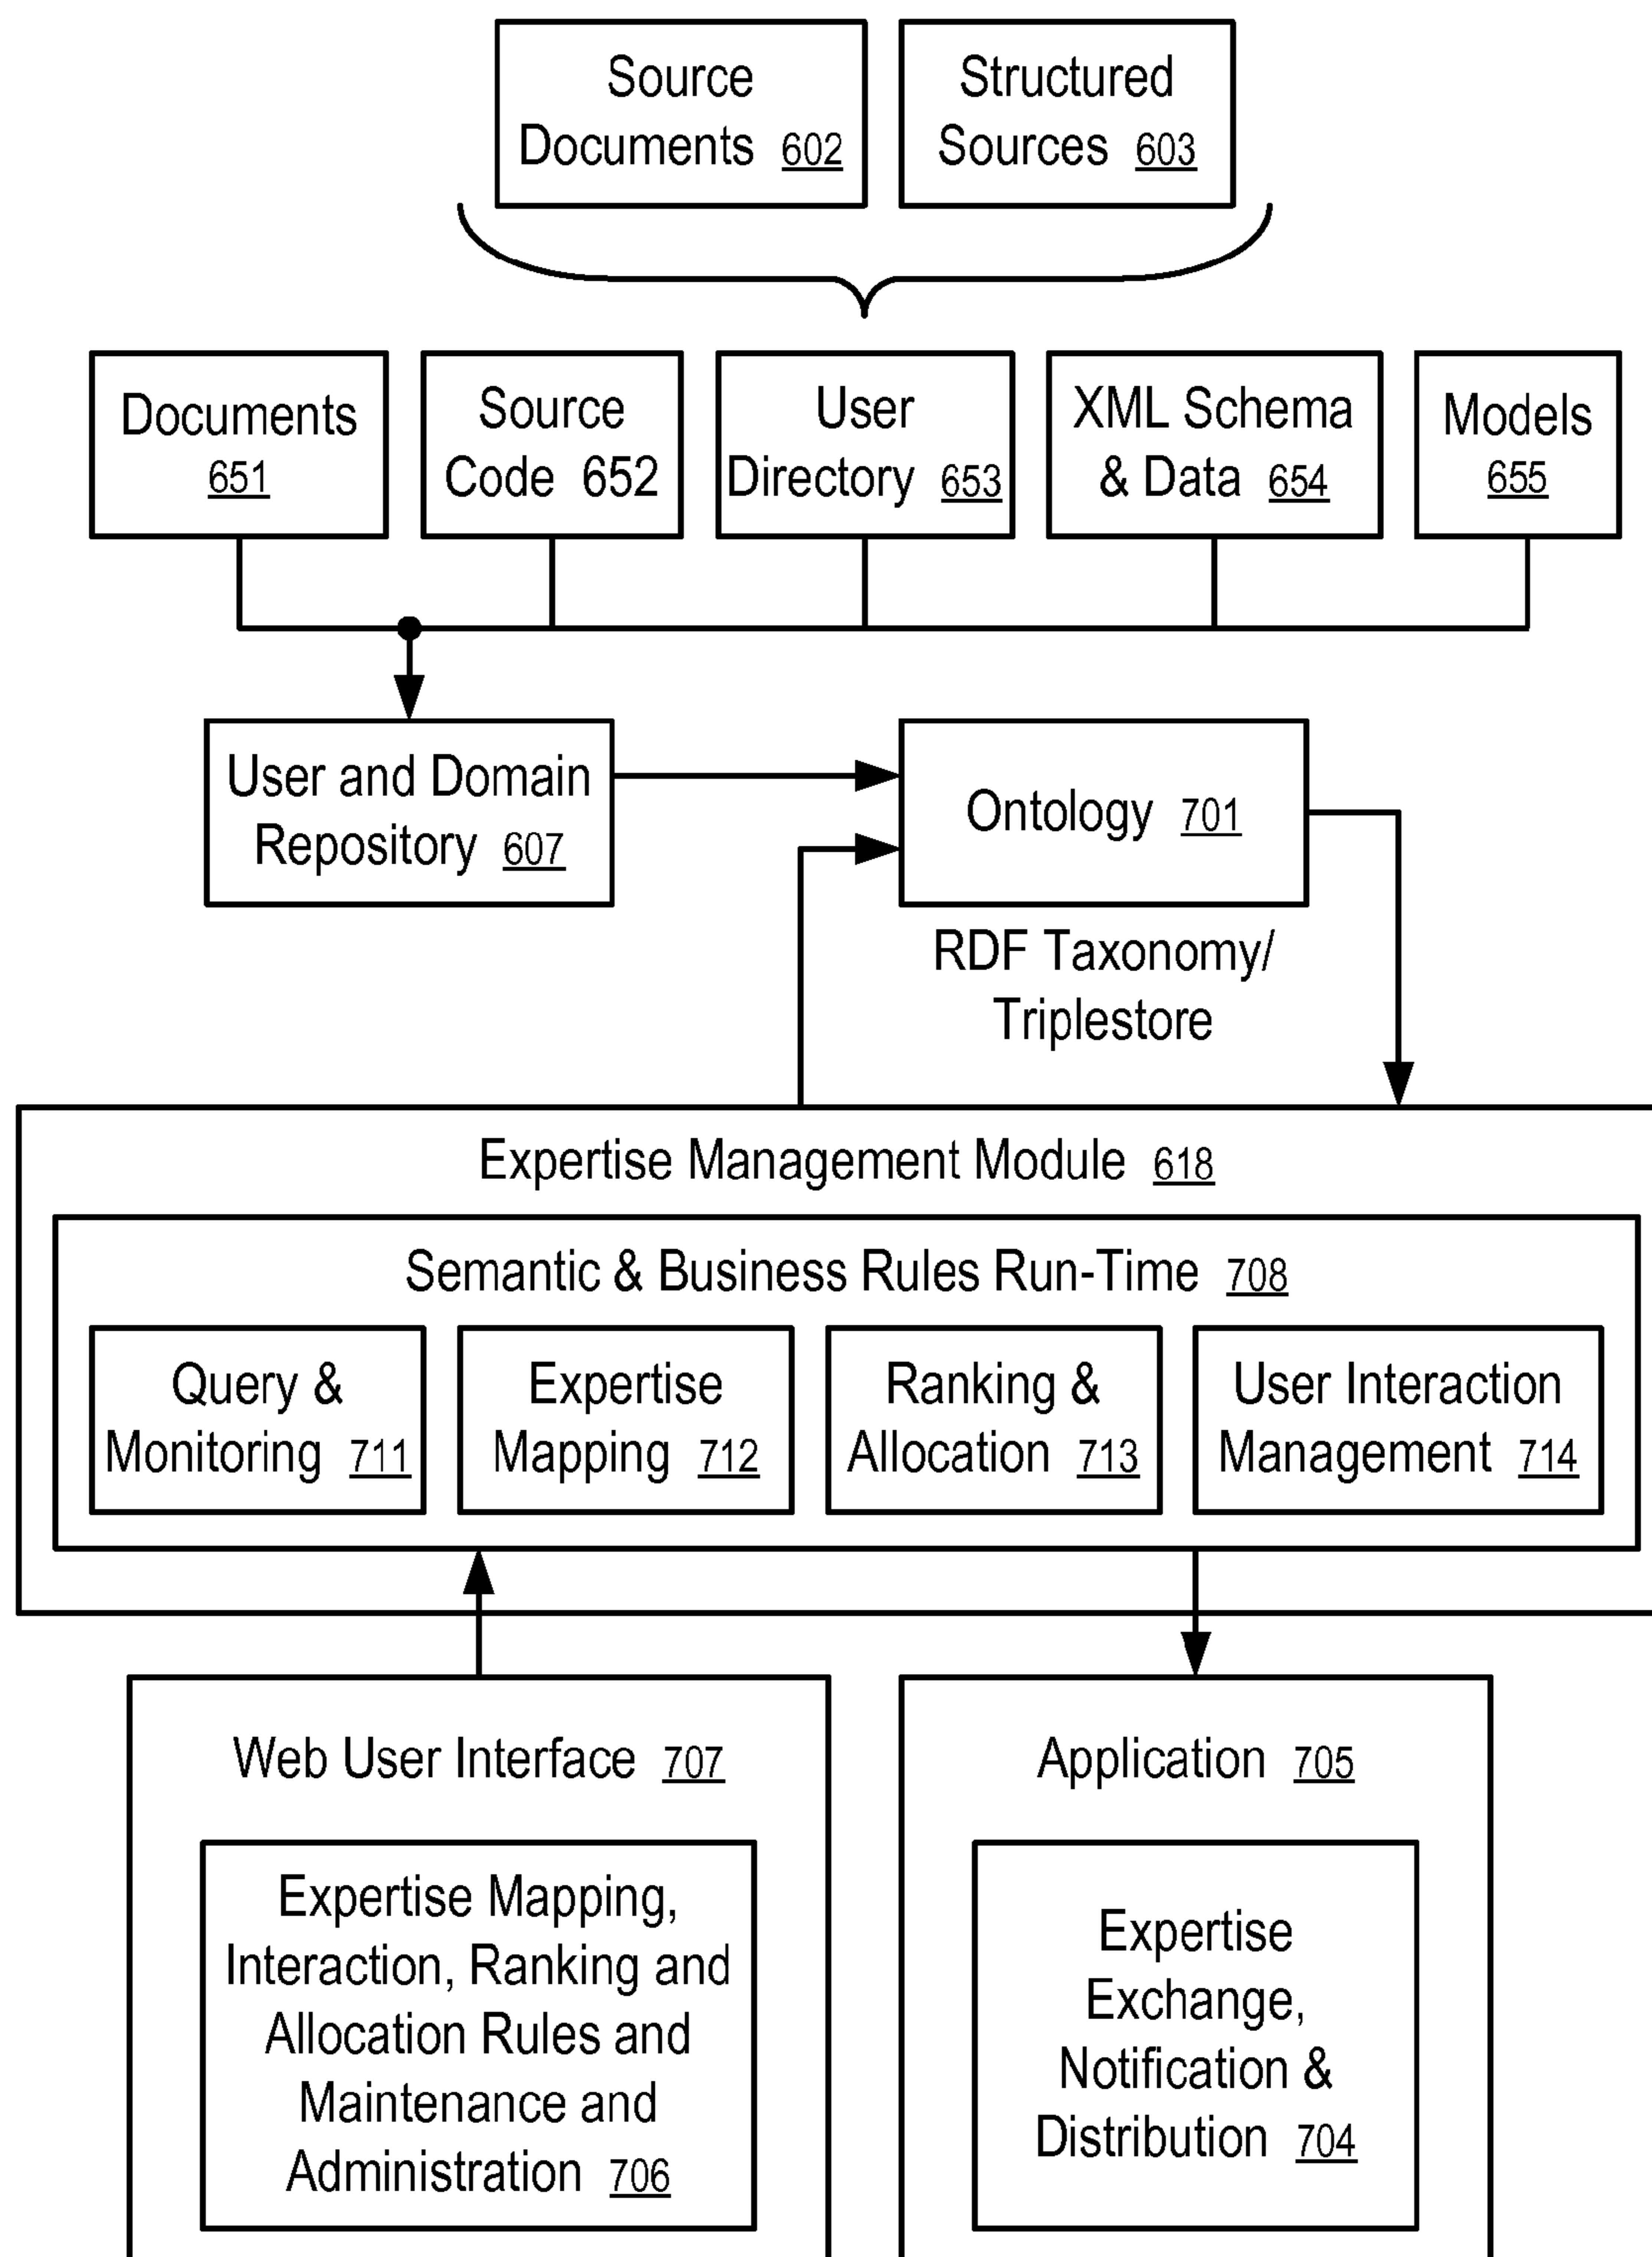 Source
Documents 602
Structured
Sources 603
Documents
651
Source
Code 652
User
Directory 653
XML Schema
& Data 654
Models
655
User and Domain
Repository 607
Ontology 701
RDF Taxonomy/
Triplestore
Expertise Management Module 618
Semantic & Business Rules Run-Time 708
Query &
Monitoring 711
Expertise
Mapping 712
Ranking &
Allocation 713
User Interaction
Management 714
Web User Interface 707
Expertise Mapping,
Interaction, Ranking and
Allocation Rules and
Maintenance and
Administration 706
Application 705
Expertise
Exchange,
Notification &
Distribution 704